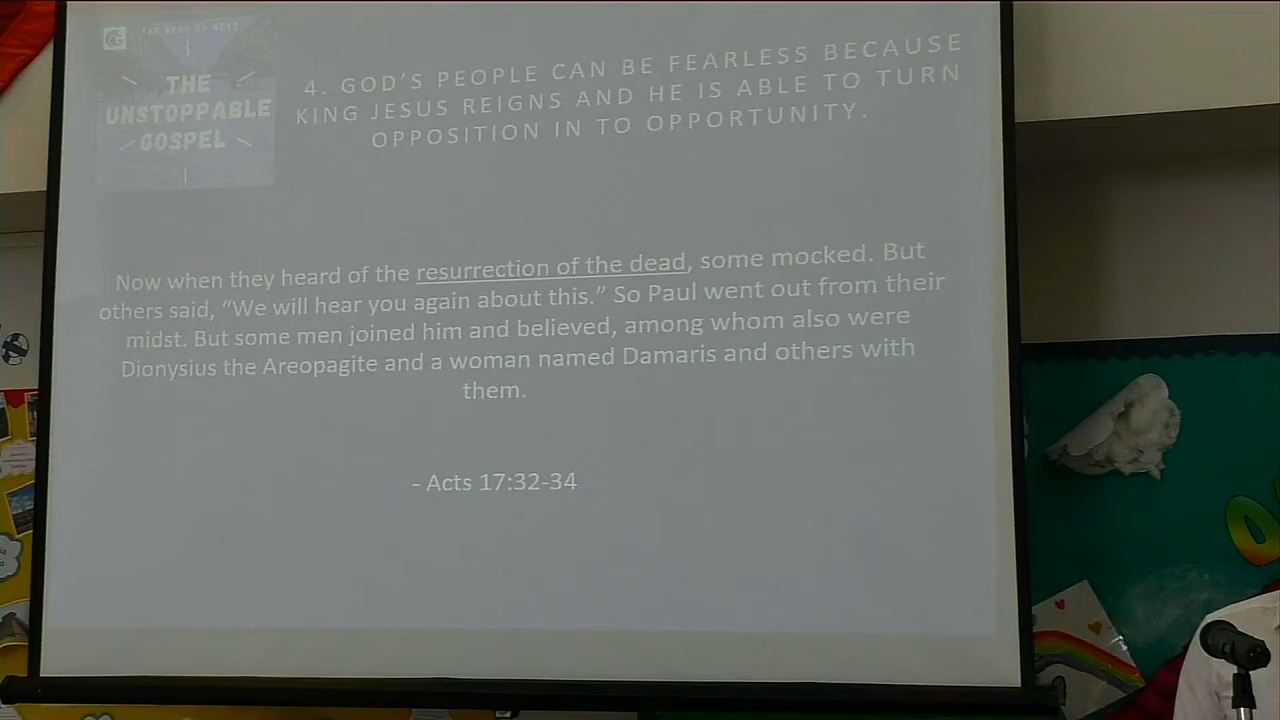 THE BOOK OF ACTS
THE
UNSTOPPABLE
GOSPEL
4. GOD'S PEOPLE CAN BE FEARLESS BECAUSE
KING JESUS REIGNS AND HE IS ABLE TO TURN
OPPOSITION IN TO OPPORTUNITY.
Now when they heard of the resurrection of the dead, some mocked. But
others said, “We will hear you again about this.” So Paul went out from their
midst. But some men joined him and believed, among whom also were
Dionysius the Areopagite and a woman named Damaris and others with
them.
- Acts 17:32-34